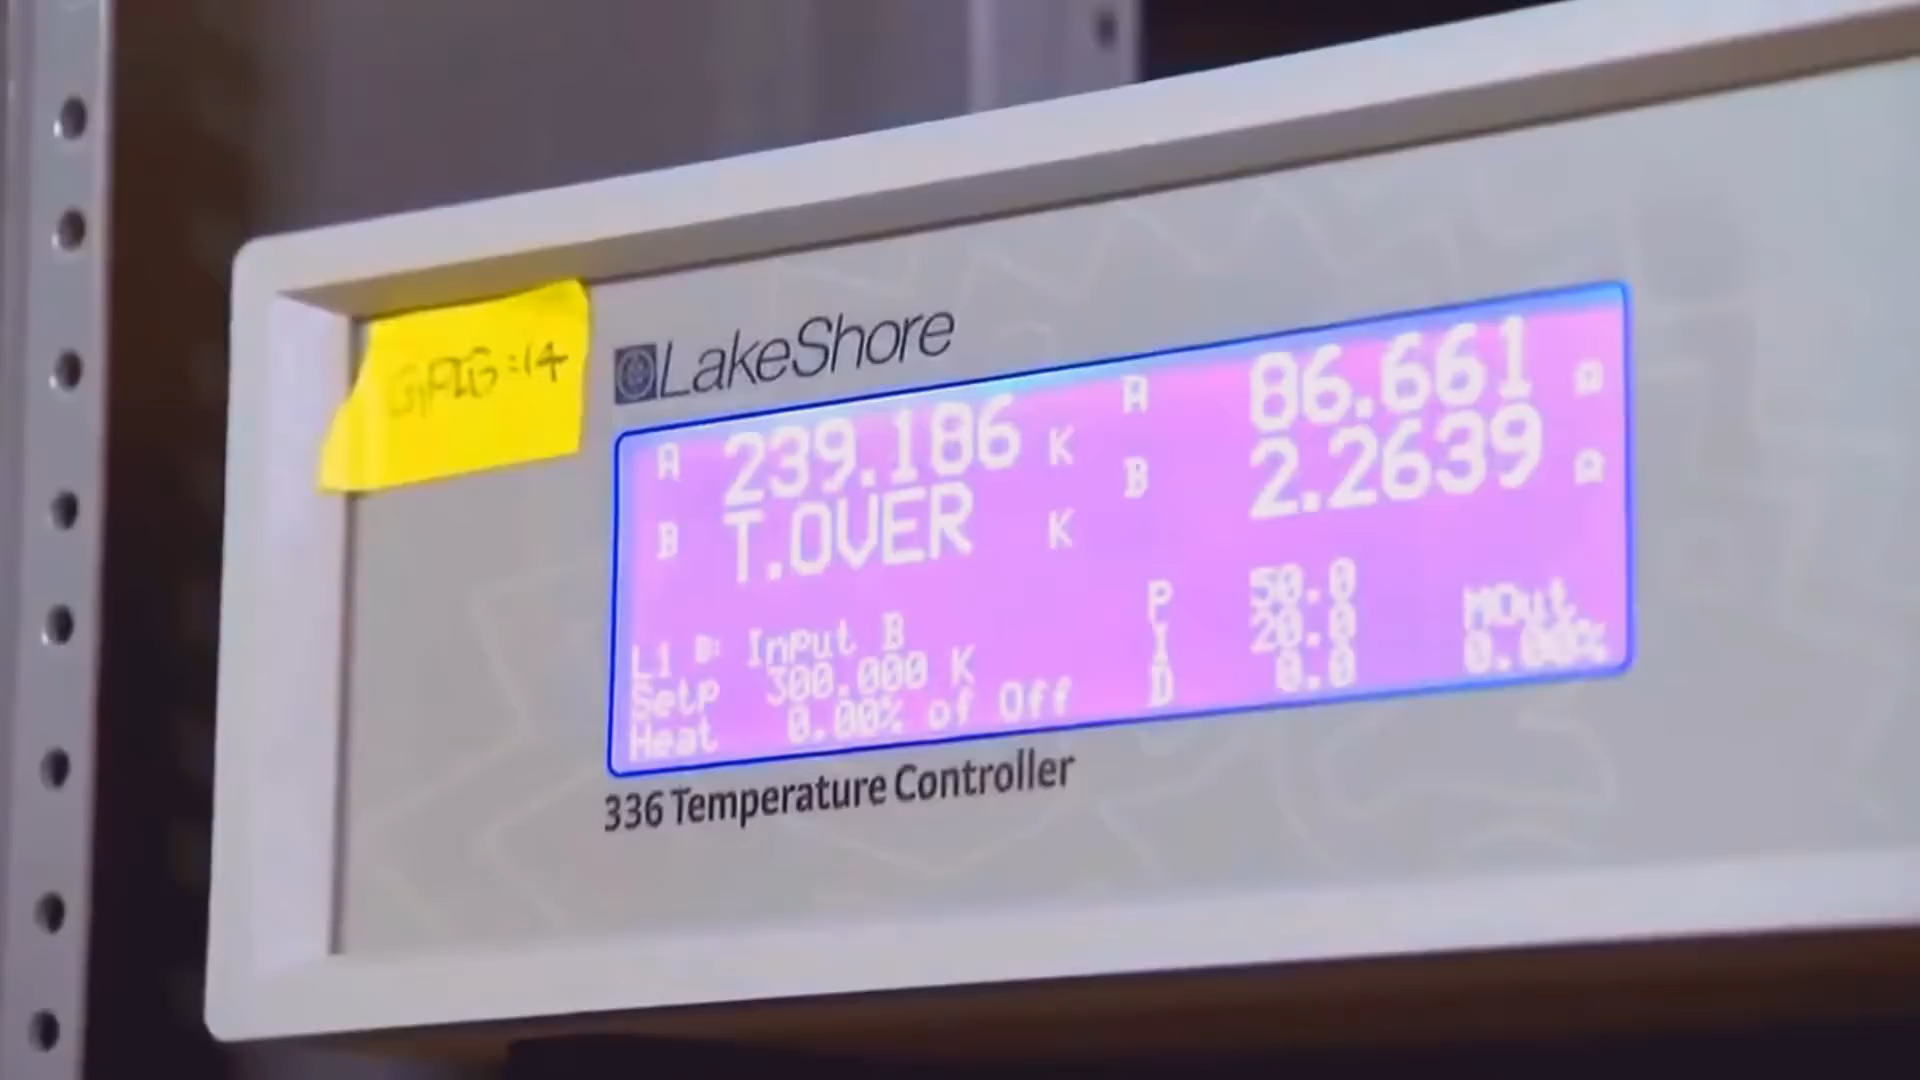 GPIB:14
LakeShore
A 239.186 K A 86.661 Ω
B T.OVER K B 2.2639 Ω
L1 B: Input B P 50.0 MOut
Setp 300.000 K I 20.0 0.00%
Heat 0.00% of Off D 0.0
336 Temperature Controller